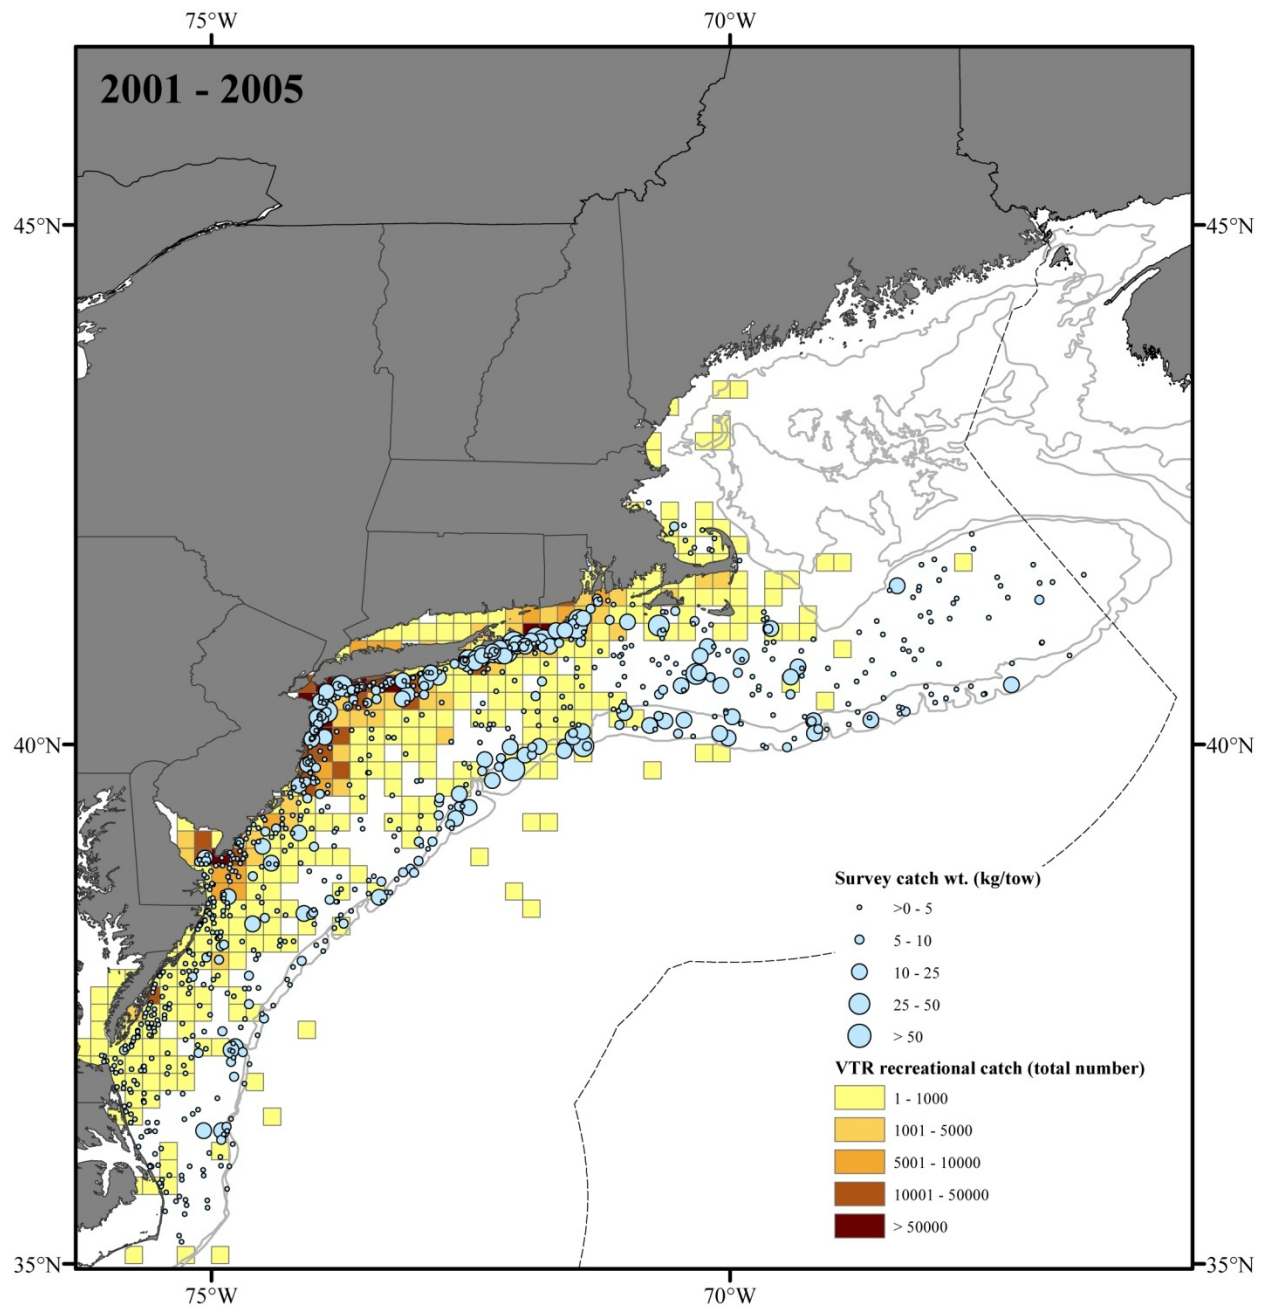 75°W 70°W
2001 - 2005
45°N 45°N
40°N 40°N
Survey catch wt. (kg/tow)
>0 - 5
5 - 10
10 - 25
25 - 50
> 50
VTR recreational catch (total number)
1 - 1000
1001 - 5000
5001 - 10000
10001 - 50000
> 50000
35°N 35°N
75°W 70°W